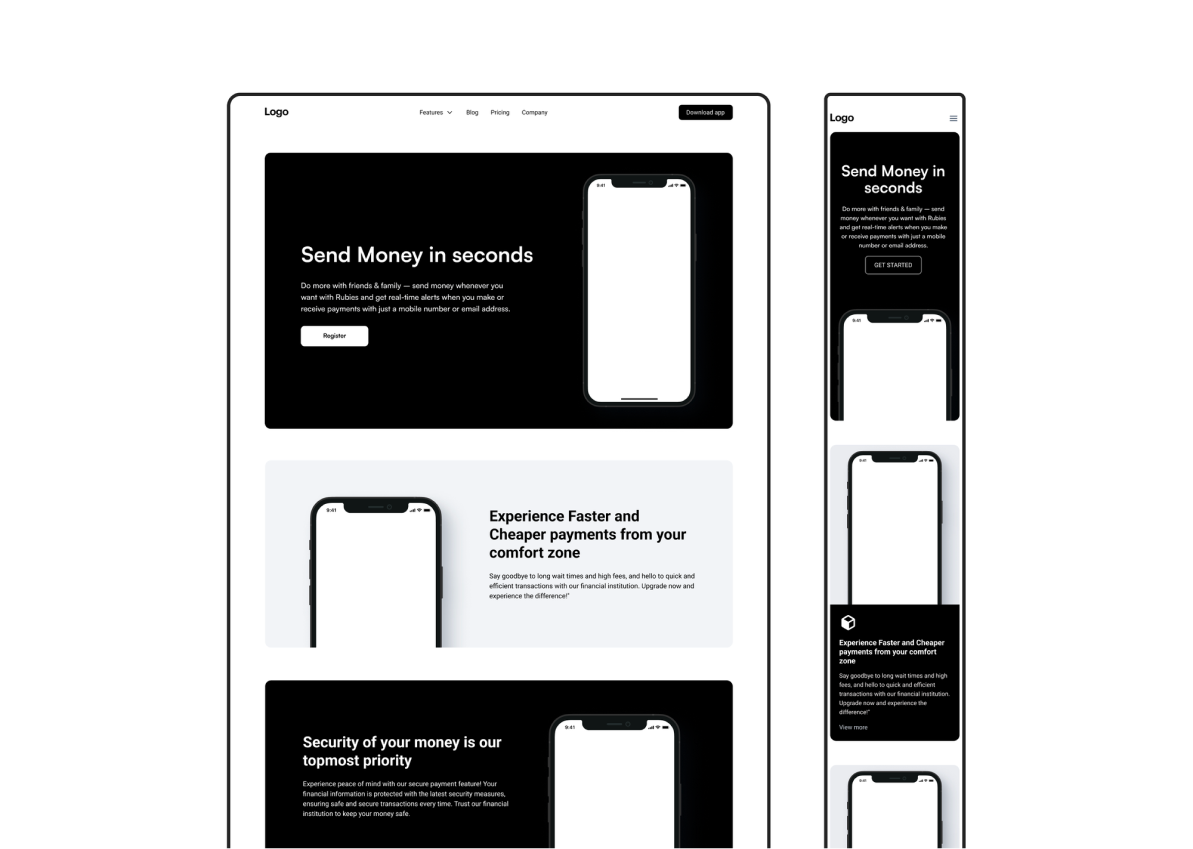 Logo
Features
Blog
Pricing
Company
Download app
Send Money in seconds
Do more with friends & family — send money whenever you
want with Rubies and get real-time alerts when you make or
receive payments with just a mobile number or email address.
Register
9:41
9:41
Experience Faster and
Cheaper payments from your
comfort zone
Say goodbye to long wait times and high fees, and hello to quick and
efficient transactions with our financial institution. Upgrade now and
experience the difference!"
Security of your money is our
topmost priority
Experience peace of mind with our secure payment feature! Your
financial information is protected with the latest security measures,
ensuring safe and secure transactions every time. Trust our financial
institution to keep your money safe.
9:41
Logo
Send Money in
seconds
Do more with friends & family — send
money whenever you want with Rubies
and get real-time alerts when you make
or receive payments with just a mobile
number or email address.
GET STARTED
9:41
9:41
Experience Faster and Cheaper
payments from your comfort
zone
Say goodbye to long wait times and high
fees, and hello to quick and efficient
transactions with our financial institution.
Upgrade now and experience the
difference!"
View more
9:41